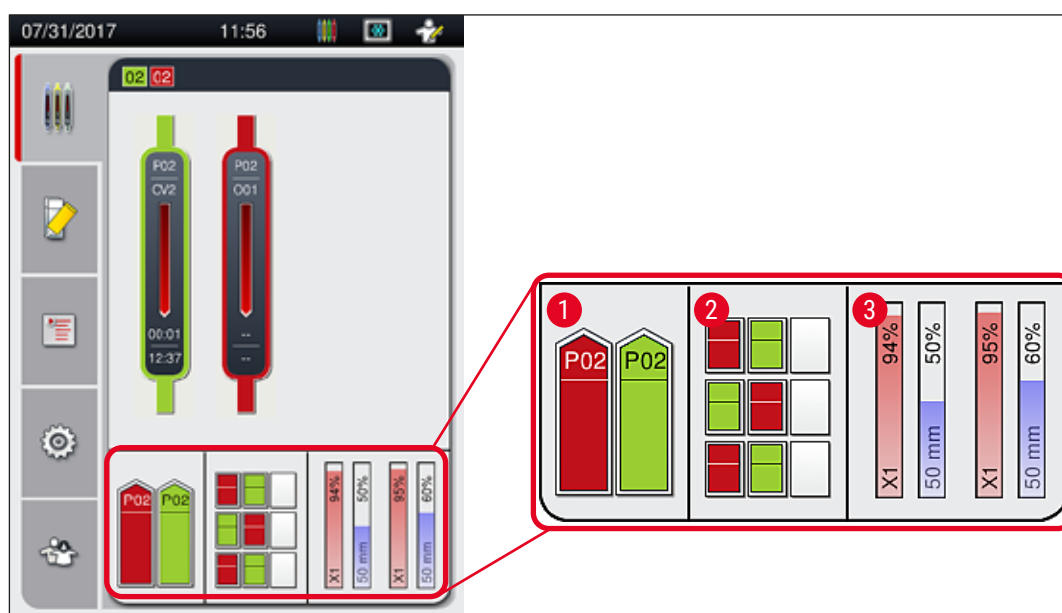 07/31/2017 11:56
02 02
P02 P02
CV2 O01
00:01 --
12:37 --
P02 P02
X1 94% 50 mm 50% X1 95% 50 mm 60%
1 2 3
P02 P02
X1 94% 50 mm 50% X1 95% 50 mm 60%